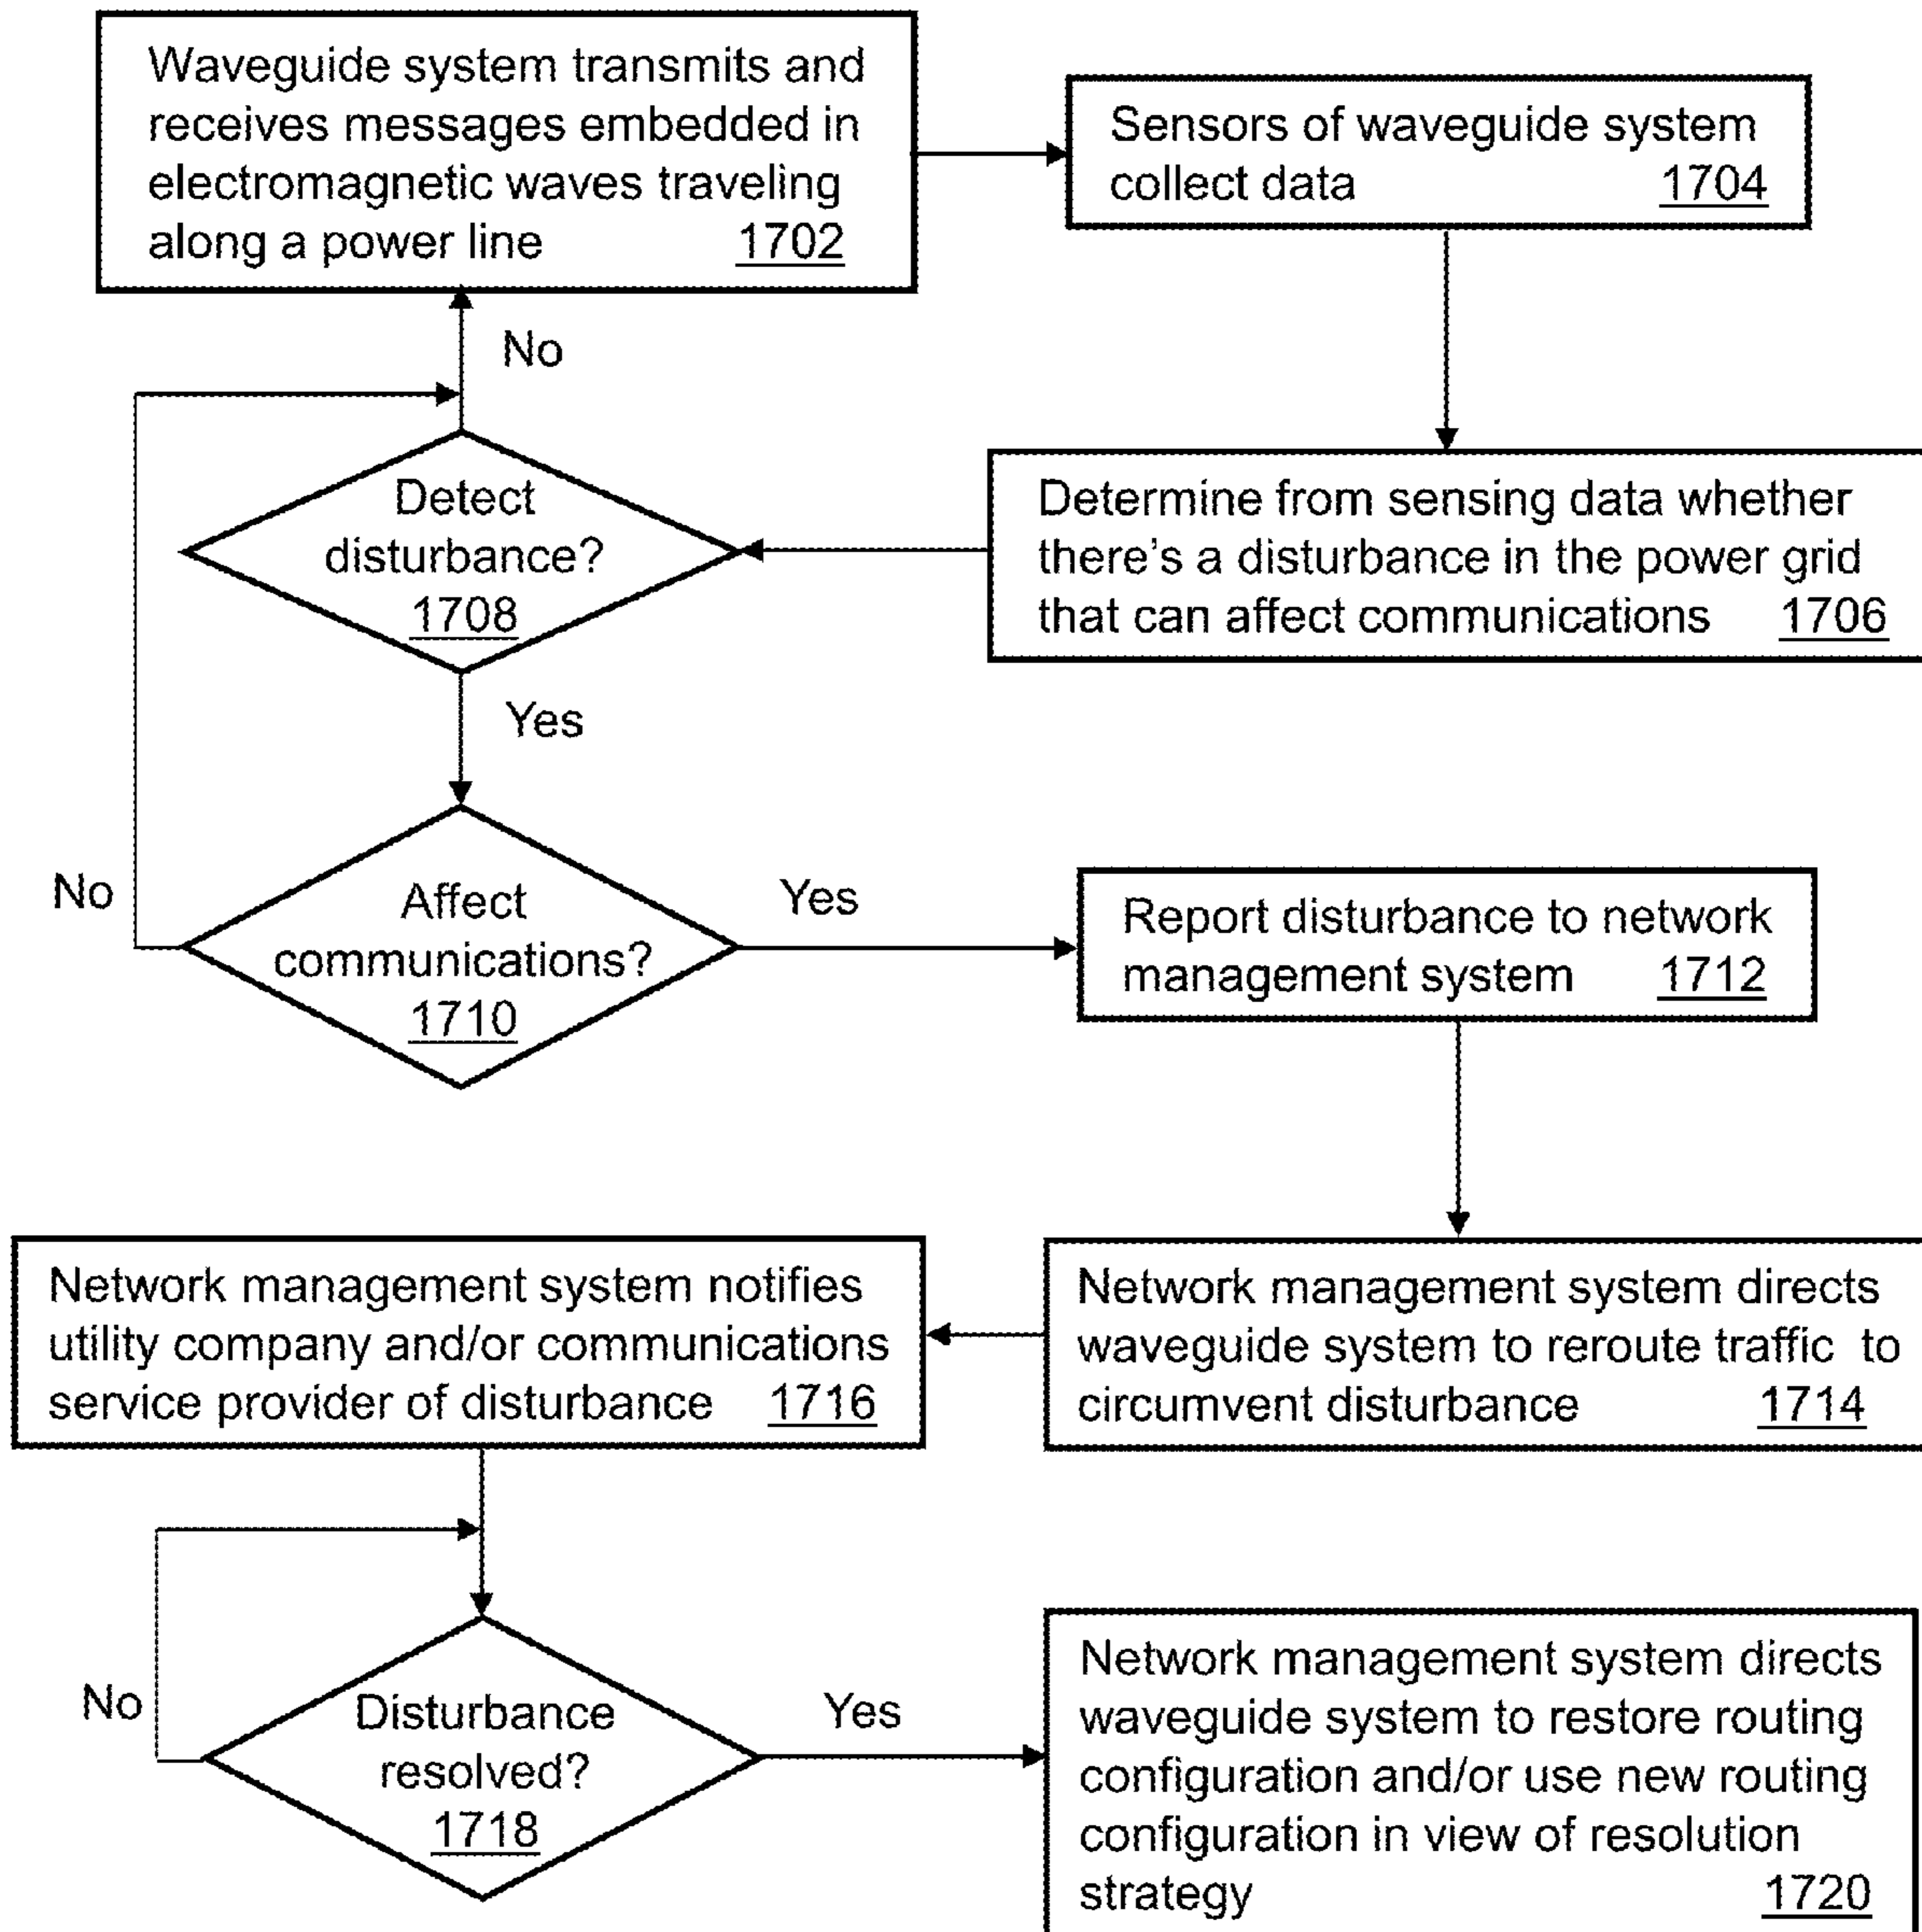 Waveguide system transmits and
receives messages embedded in
electromagnetic waves traveling
along a power line 1702
Sensors of waveguide system
collect data 1704
No
Detect
disturbance?
1708
Determine from sensing data whether
there's a disturbance in the power grid
that can affect communications 1706
Yes
No
Affect
communications?
1710
Yes
Report disturbance to network
management system 1712
Network management system notifies
utility company and/or communications
service provider of disturbance 1716
Network management system directs
waveguide system to reroute traffic to
circumvent disturbance 1714
No
Disturbance
resolved?
1718
Yes
Network management system directs
waveguide system to restore routing
configuration and/or use new routing
configuration in view of resolution
strategy 1720